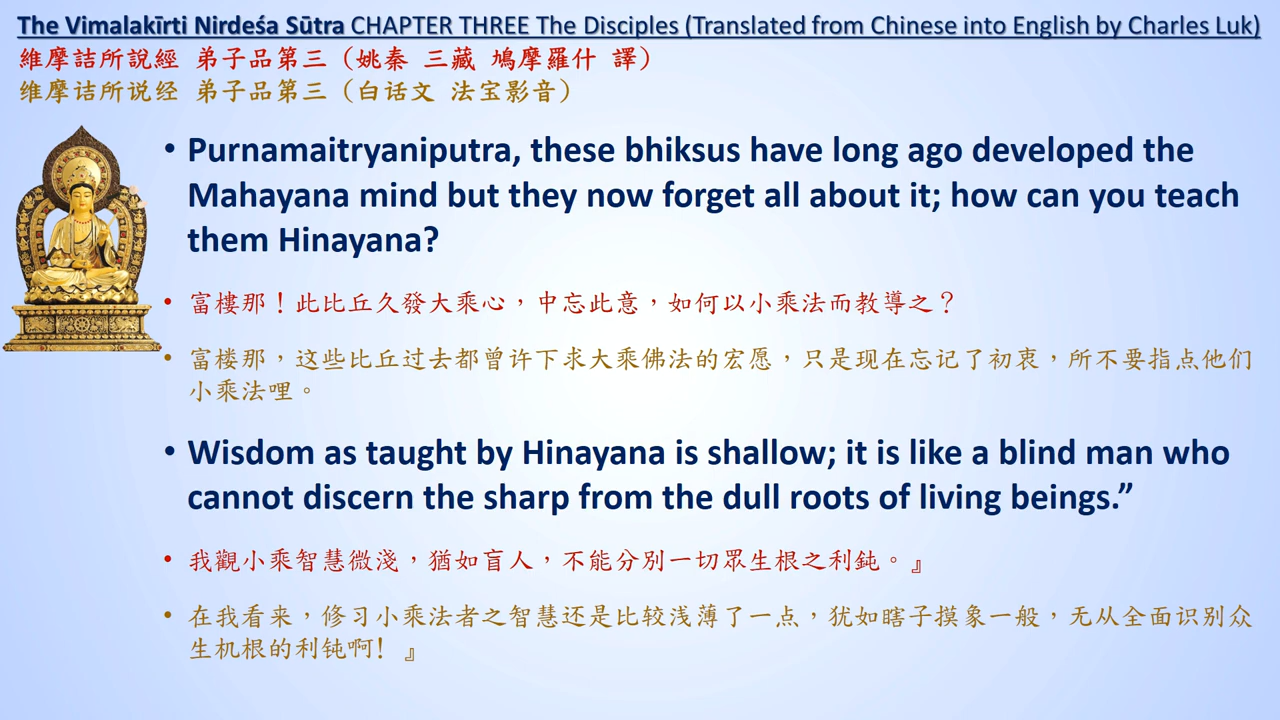 The Vimalakīrti Nirdeśa Sūtra CHAPTER THREE The Disciples (Translated from Chinese into English by Charles Luk)
維摩詰所說經 弟子品第三（姚秦 三藏 鳩摩羅什 譯）
维摩诘所说经 弟子品第三（白话文 法宝影音）
• Purnamaitryaniputra, these bhiksus have long ago developed the
Mahayana mind but they now forget all about it; how can you teach
them Hinayana?
• 富樓那！此比丘久發大乘心，中忘此意，如何以小乘法而教導之？
• 富楼那，这些比丘过去都曾许下求大乘佛法的宏愿，只是现在忘记了初衷，所不要指点他们
小乘法哩。
• Wisdom as taught by Hinayana is shallow; it is like a blind man who
cannot discern the sharp from the dull roots of living beings.”
• 我觀小乘智慧微淺，猶如盲人，不能分別一切眾生根之利鈍。』
• 在我看来，修习小乘法者之智慧还是比较浅薄了一点，犹如瞎子摸象一般，无从全面识别众
生机根的利钝啊！』